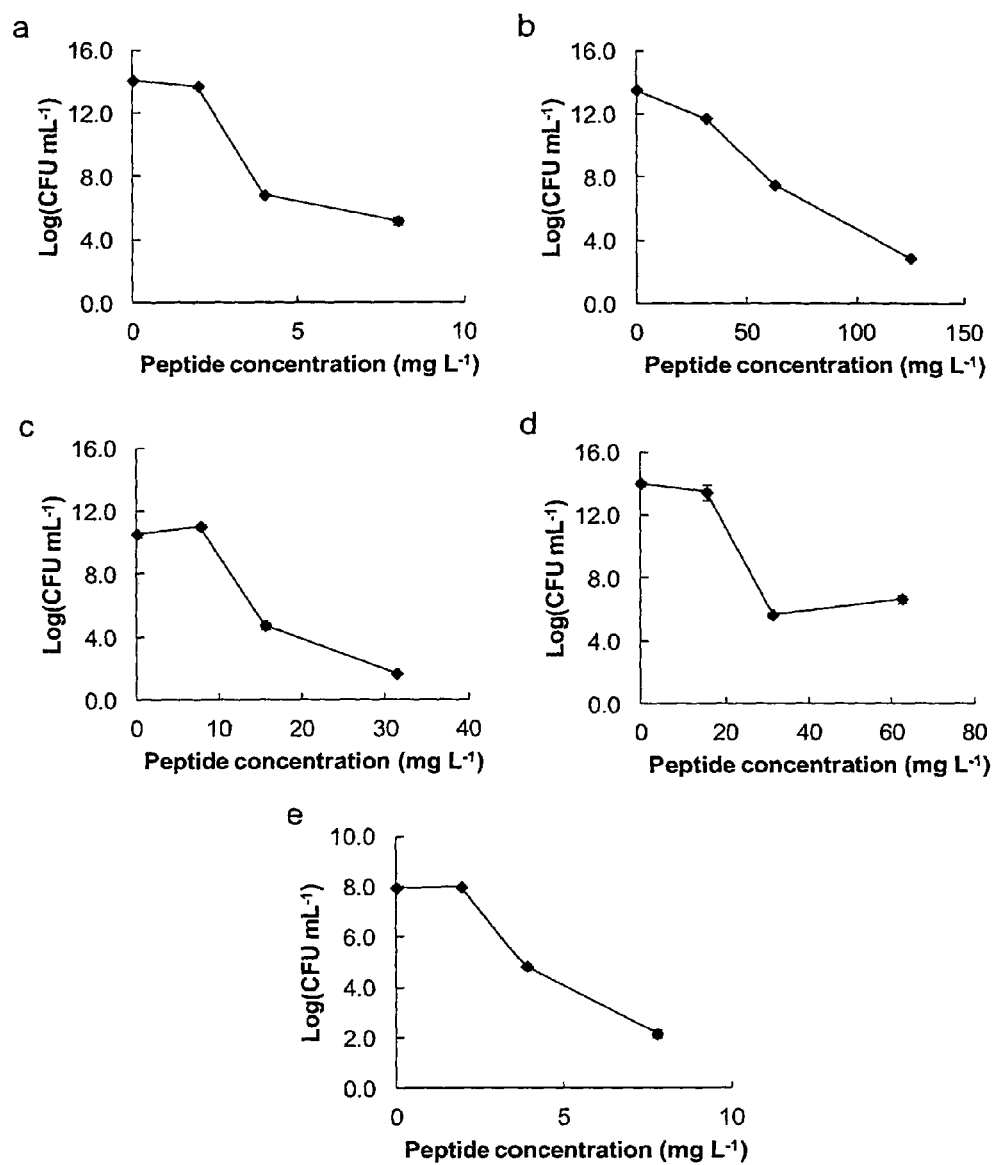 a
16.0
12.0
8.0
4.0
0.0
Log(CFU mL-1)
0 5 10
Peptide concentration (mg L-1)
b
16.0
12.0
8.0
4.0
0.0
Log(CFU mL-1)
0 50 100 150
Peptide concentration (mg L-1)
c
16.0
12.0
8.0
4.0
0.0
Log(CFU mL-1)
0 10 20 30 40
Peptide concentration (mg L-1)
d
16.0
12.0
8.0
4.0
0.0
Log(CFU mL-1)
0 20 40 60 80
Peptide concentration (mg L-1)
e
10.0
8.0
6.0
4.0
2.0
0.0
Log(CFU mL-1)
0 5 10
Peptide concentration (mg L-1)